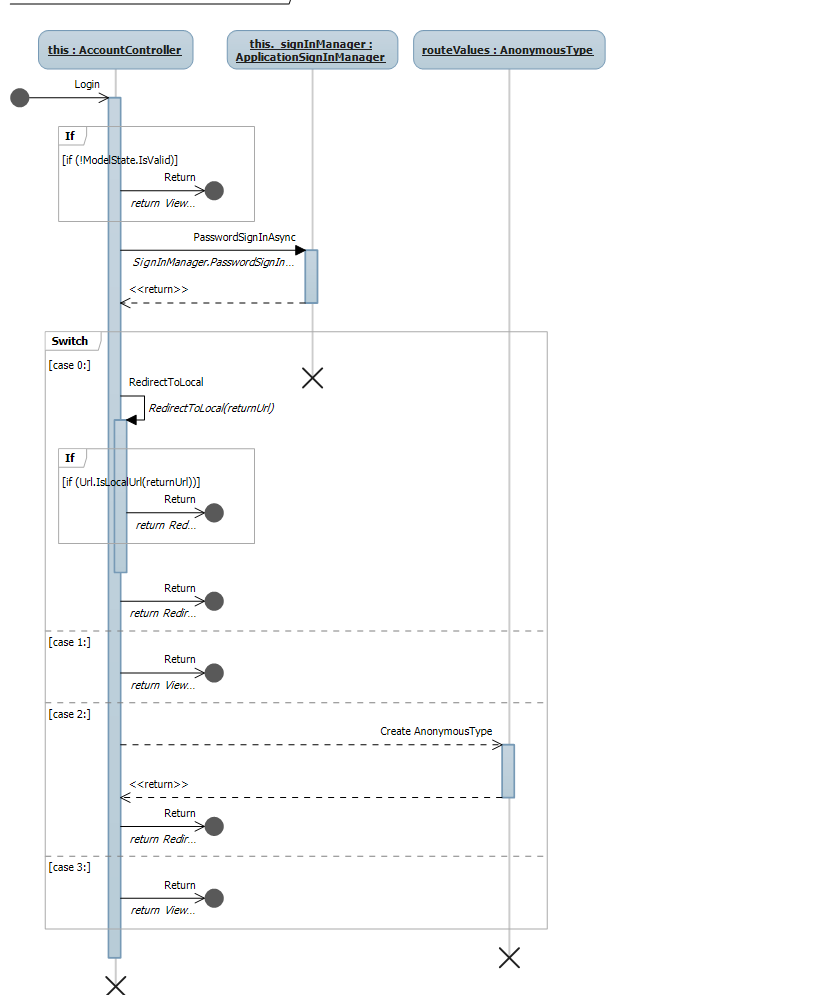 this : AccountController
this._signInManager :
ApplicationSignInManager
routeValues : AnonymousType
Login
If
[if (!ModelState.IsValid)]
Return
return View...
PasswordSignInAsync
SignInManager.PasswordSignIn...
<<return>>
Switch
[case 0:]
RedirectToLocal
RedirectToLocal(returnUrl)
If
[if (Url.IsLocalUrl(returnUrl))]
Return
return Red...
Return
return Redir...
[case 1:]
Return
return View...
[case 2:]
Create AnonymousType
<<return>>
Return
return Redir...
[case 3:]
Return
return View...